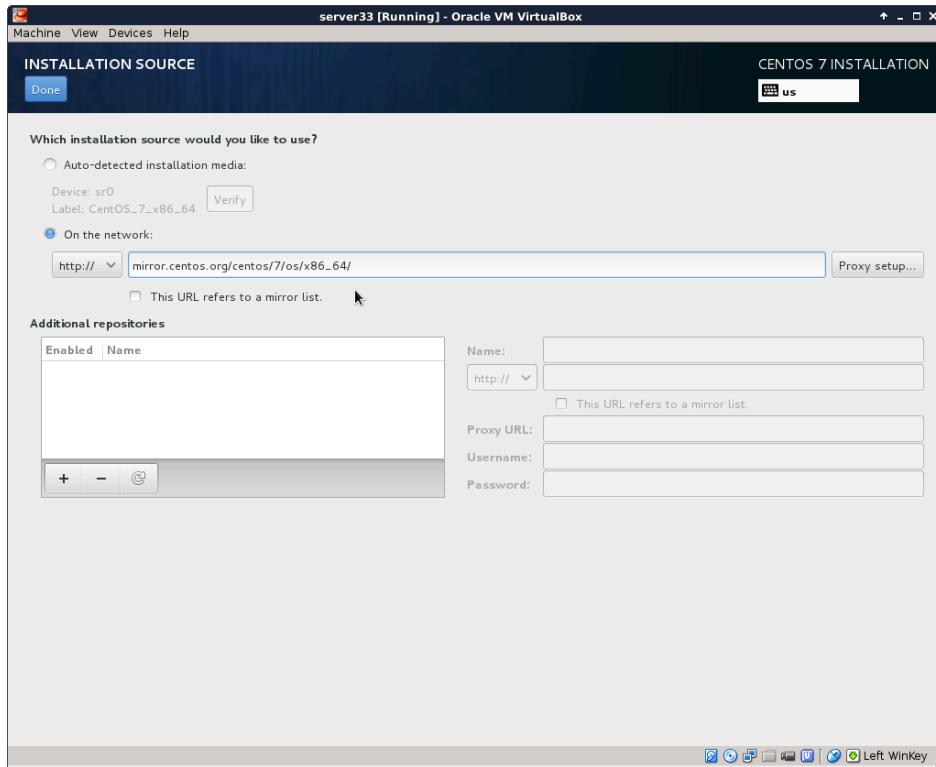 server33 [Running] - Oracle VM VirtualBox
Machine View Devices Help
INSTALLATION SOURCE
CENTOS 7 INSTALLATION
Done
us
Which installation source would you like to use?
Auto-detected installation media:
Device: sr0
Label: CentOS_7_x86_64
Verify
On the network:
http://
mirror.centos.org/centos/7/os/x86_64/
Proxy setup...
This URL refers to a mirror list.
Additional repositories
Enabled Name
Name:
http://
This URL refers to a mirror list.
Proxy URL:
Username:
Password:
Left WinKey